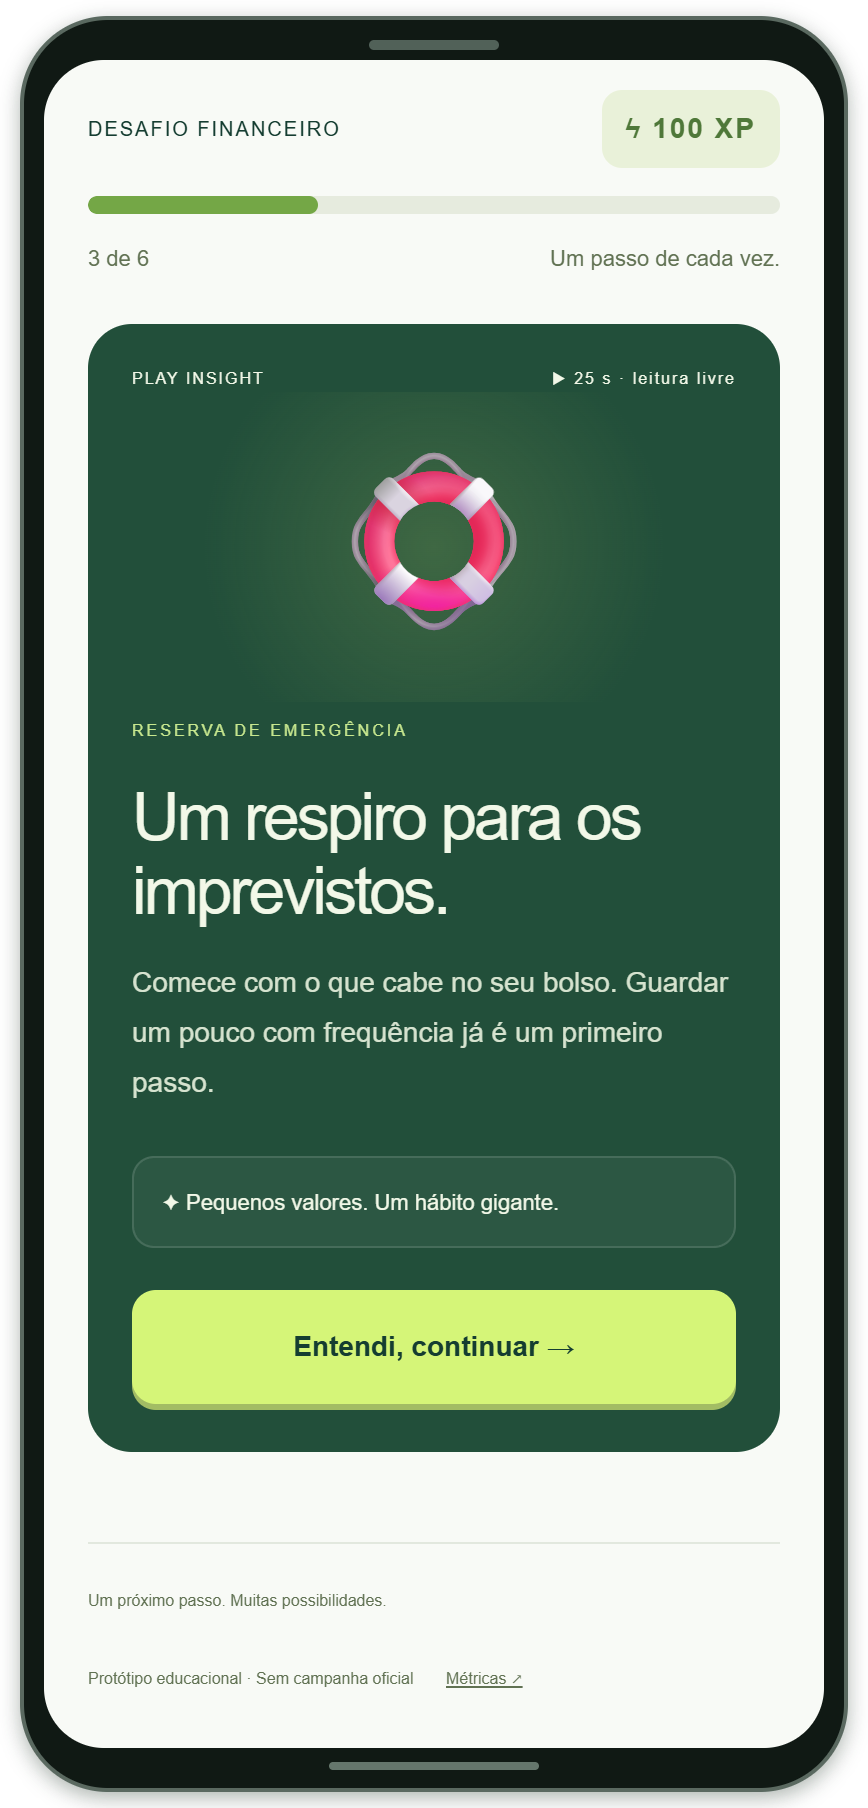 DESAFIO FINANCEIRO
ϟ 100 XP
3 de 6
Um passo de cada vez.
PLAY INSIGHT
▶ 25 s · leitura livre
RESERVA DE EMERGÊNCIA
Um respiro para os
imprevistos.
Comece com o que cabe no seu bolso. Guardar
um pouco com frequência já é um primeiro
passo.
✦ Pequenos valores. Um hábito gigante.
Entendi, continuar →
Um próximo passo. Muitas possibilidades.
Protótipo educacional · Sem campanha oficial
Métricas ↗